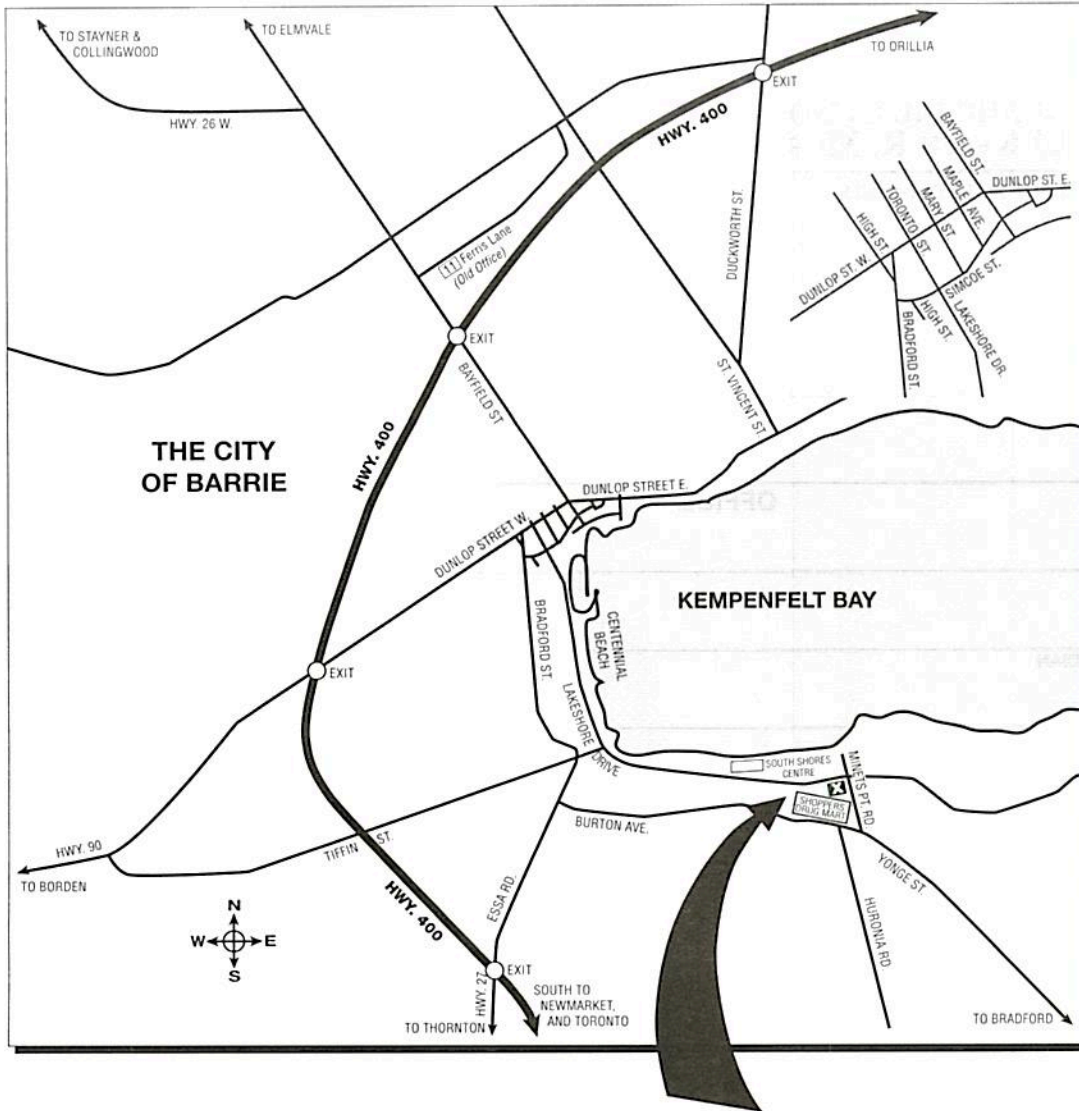 TO STAYNER &
COLLINGWOOD
TO ELMVALE
TO ORILLIA
EXIT
HWY. 26 W.
HWY. 400
BAYFIELD ST.
MAPLE AVE.
MARY ST
TORONTO ST
HIGH ST.
DUNLOP ST. E.
DUNLOP ST. W.
SIMCOE ST.
HIGH ST.
LAKESHORE DR.
BRADFORD ST.
DUCKWORTH ST.
11 Ferris Lane
(Old Office)
EXIT
BAYFIELD ST
ST. VINCENT ST.
THE CITY
OF BARRIE
HWY. 400
DUNLOP STREET E.
DUNLOP STREET W.
OFFICE
KEMPENFELT BAY
BRADFORD ST.
CENTENNIAL
BEACH
LAKESHORE DRIVE
EXIT
SOUTH SHORES
CENTRE
MINETS PT. RD
X
SHOPPERS
DRUG MART
BURTON AVE.
TIFFIN ST.
HWY. 90
TO BORDEN
YONGE ST.
HURONIA RD
ESSA RD.
HWY. 400
N
W E
S
EXIT
HWY. 27
SOUTH TO
NEWMARKET,
AND TORONTO
TO THORNTON
TO BRADFORD